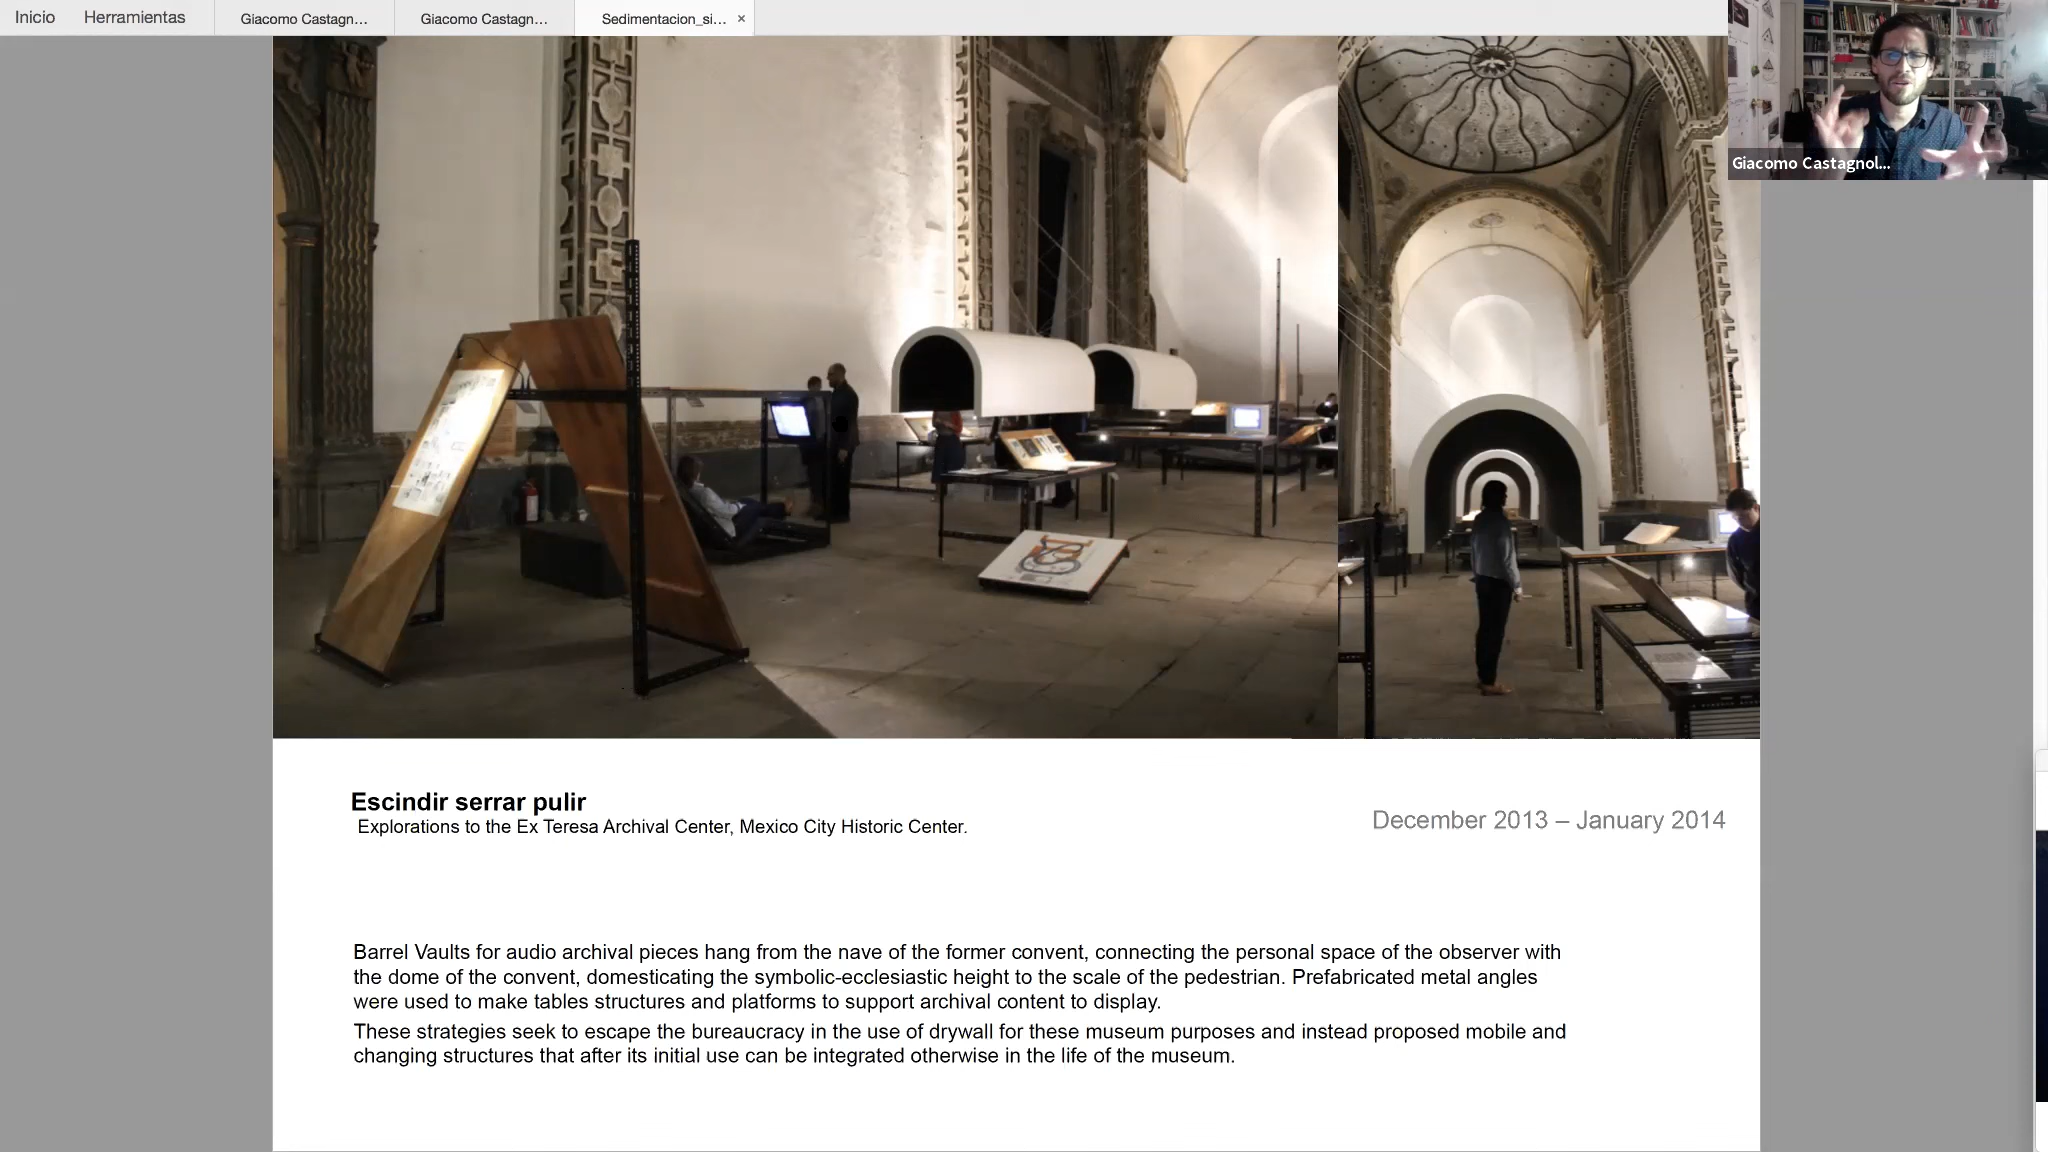 Inicio
Herramientas
Giacomo Castagn...
Giacomo Castagn...
Sedimentacion_si...
×
Giacomo Castagnol...
Escindir serrar pulir
Explorations to the Ex Teresa Archival Center, Mexico City Historic Center.
December 2013 – January 2014
Barrel Vaults for audio archival pieces hang from the nave of the former convent, connecting the personal space of the observer with
the dome of the convent, domesticating the symbolic-ecclesiastic height to the scale of the pedestrian. Prefabricated metal angles
were used to make tables structures and platforms to support archival content to display.
These strategies seek to escape the bureaucracy in the use of drywall for these museum purposes and instead proposed mobile and
changing structures that after its initial use can be integrated otherwise in the life of the museum.